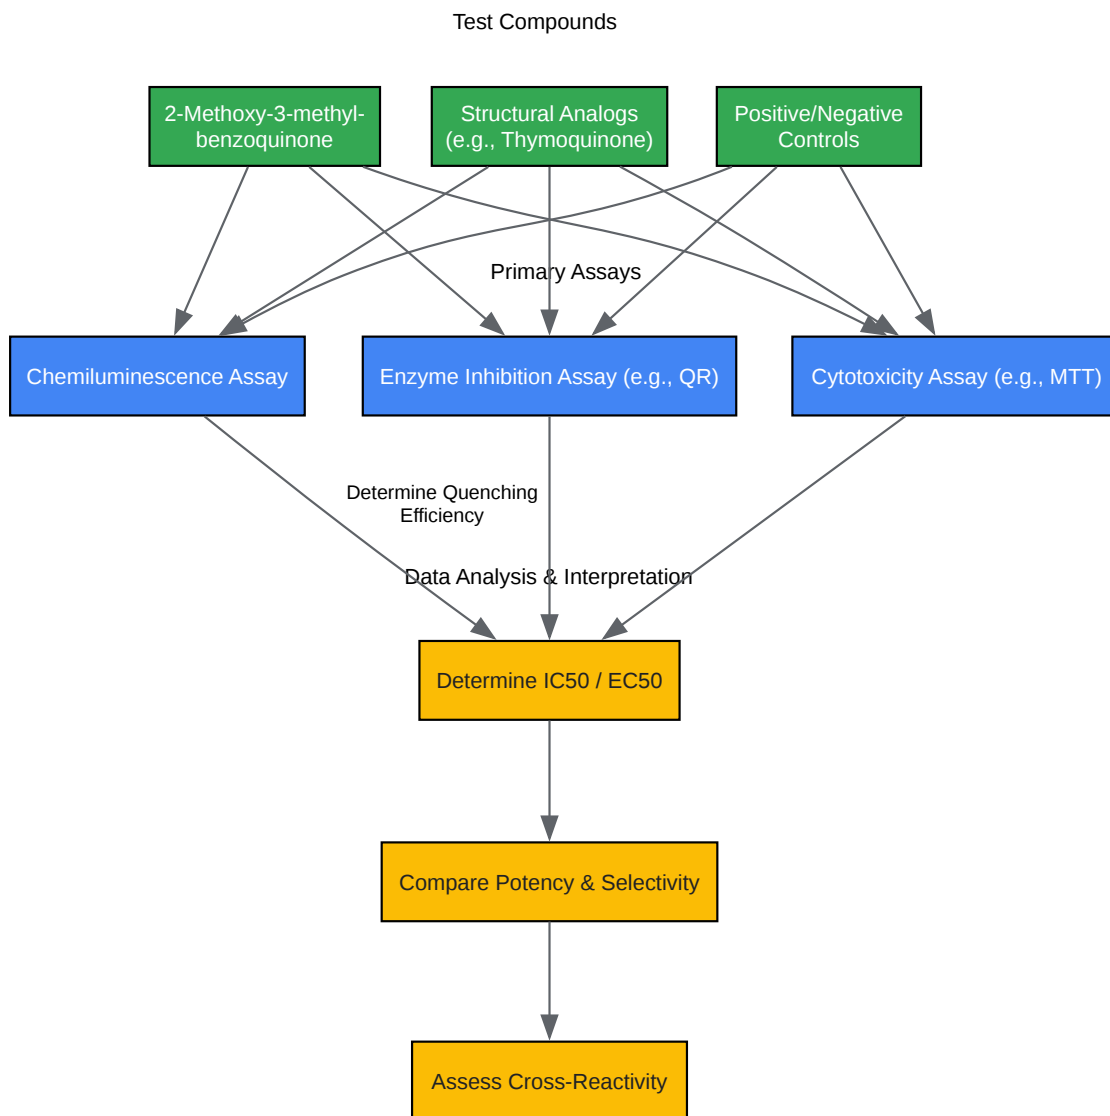 Test Compounds
2-Methoxy-3-methyl-
benzoquinone
Structural Analogs
(e.g., Thymoquinone)
Positive/Negative
Controls
Primary Assays
Chemiluminescence Assay
Enzyme Inhibition Assay (e.g., QR)
Cytotoxicity Assay (e.g., MTT)
Determine Quenching
Efficiency
Data Analysis & Interpretation
Determine IC50 / EC50
Compare Potency & Selectivity
Assess Cross-Reactivity